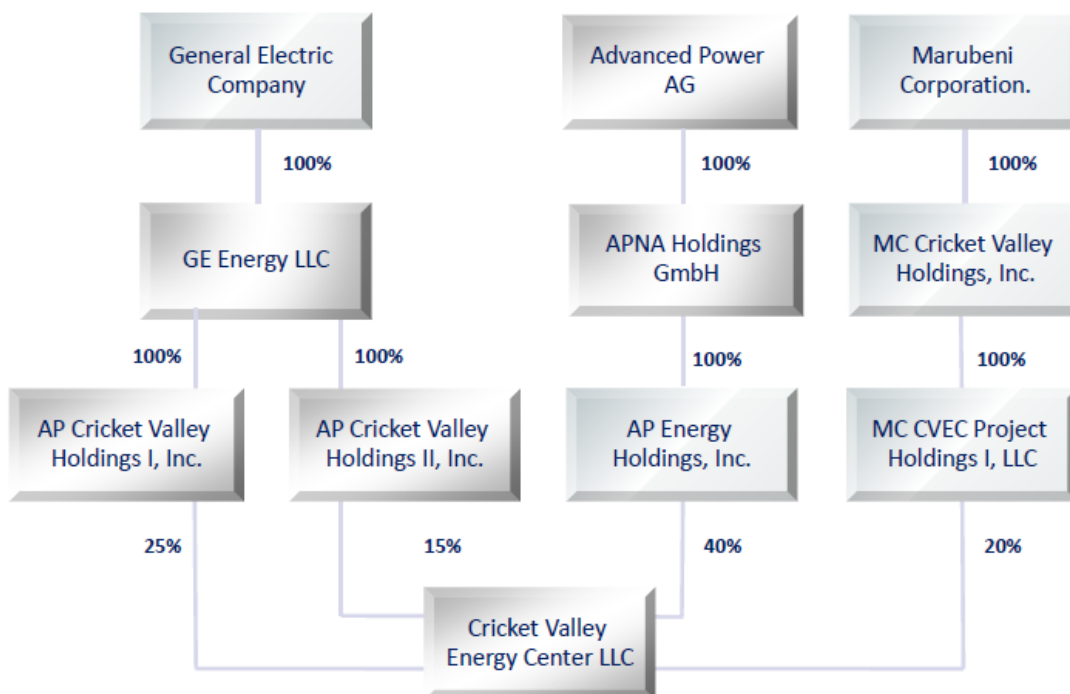 General Electric
Company
Advanced Power
AG
Marubeni
Corporation.
100%
100%
100%
GE Energy LLC
APNA Holdings
GmbH
MC Cricket Valley
Holdings, Inc.
100%
100%
100%
100%
AP Cricket Valley
Holdings I, Inc.
AP Cricket Valley
Holdings II, Inc.
AP Energy
Holdings, Inc.
MC CVEC Project
Holdings I, LLC
25%
15%
40%
20%
Cricket Valley
Energy Center LLC